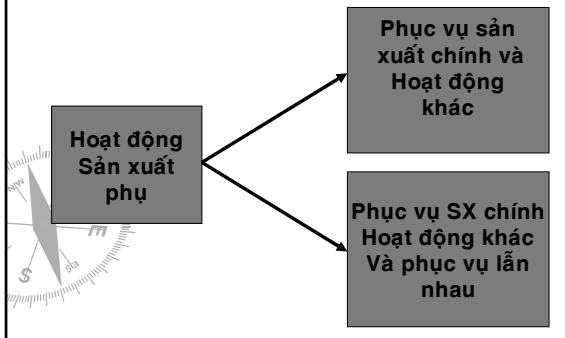 Phục vụ sản
xuất chính và
Hoạt động
khác
Hoạt động
Sản xuất
phụ
Phục vụ SX chính
Hoạt động khác
Và phục vụ lẫn
nhau
N/W
E
S
S/E